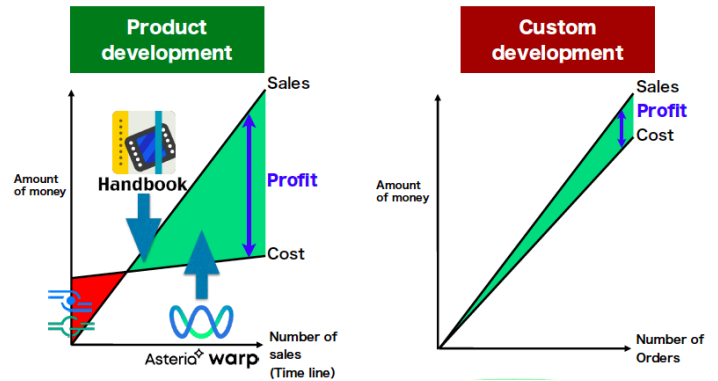 Product
development
Sales
Amount
of money
Handbook
Profit
Cost
Number of
sales
(Time line)
Asteria warp
Custom
development
Sales
Profit
Cost
Amount
of money
Number of
Orders